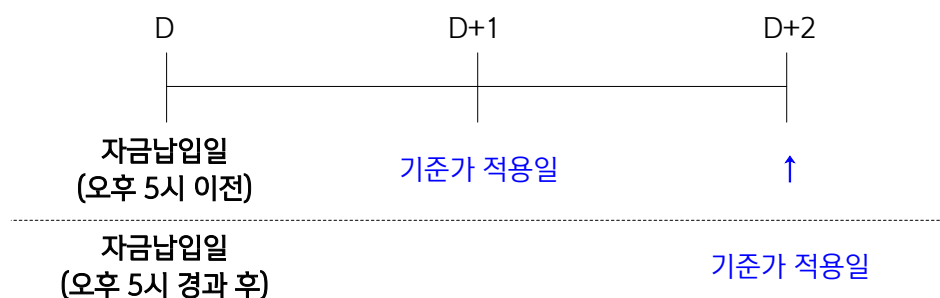 D D+1 D+2
자금납입일
(오후 5시 이전)
기준가 적용일
↑
자금납입일
(오후 5시 경과 후)
기준가 적용일